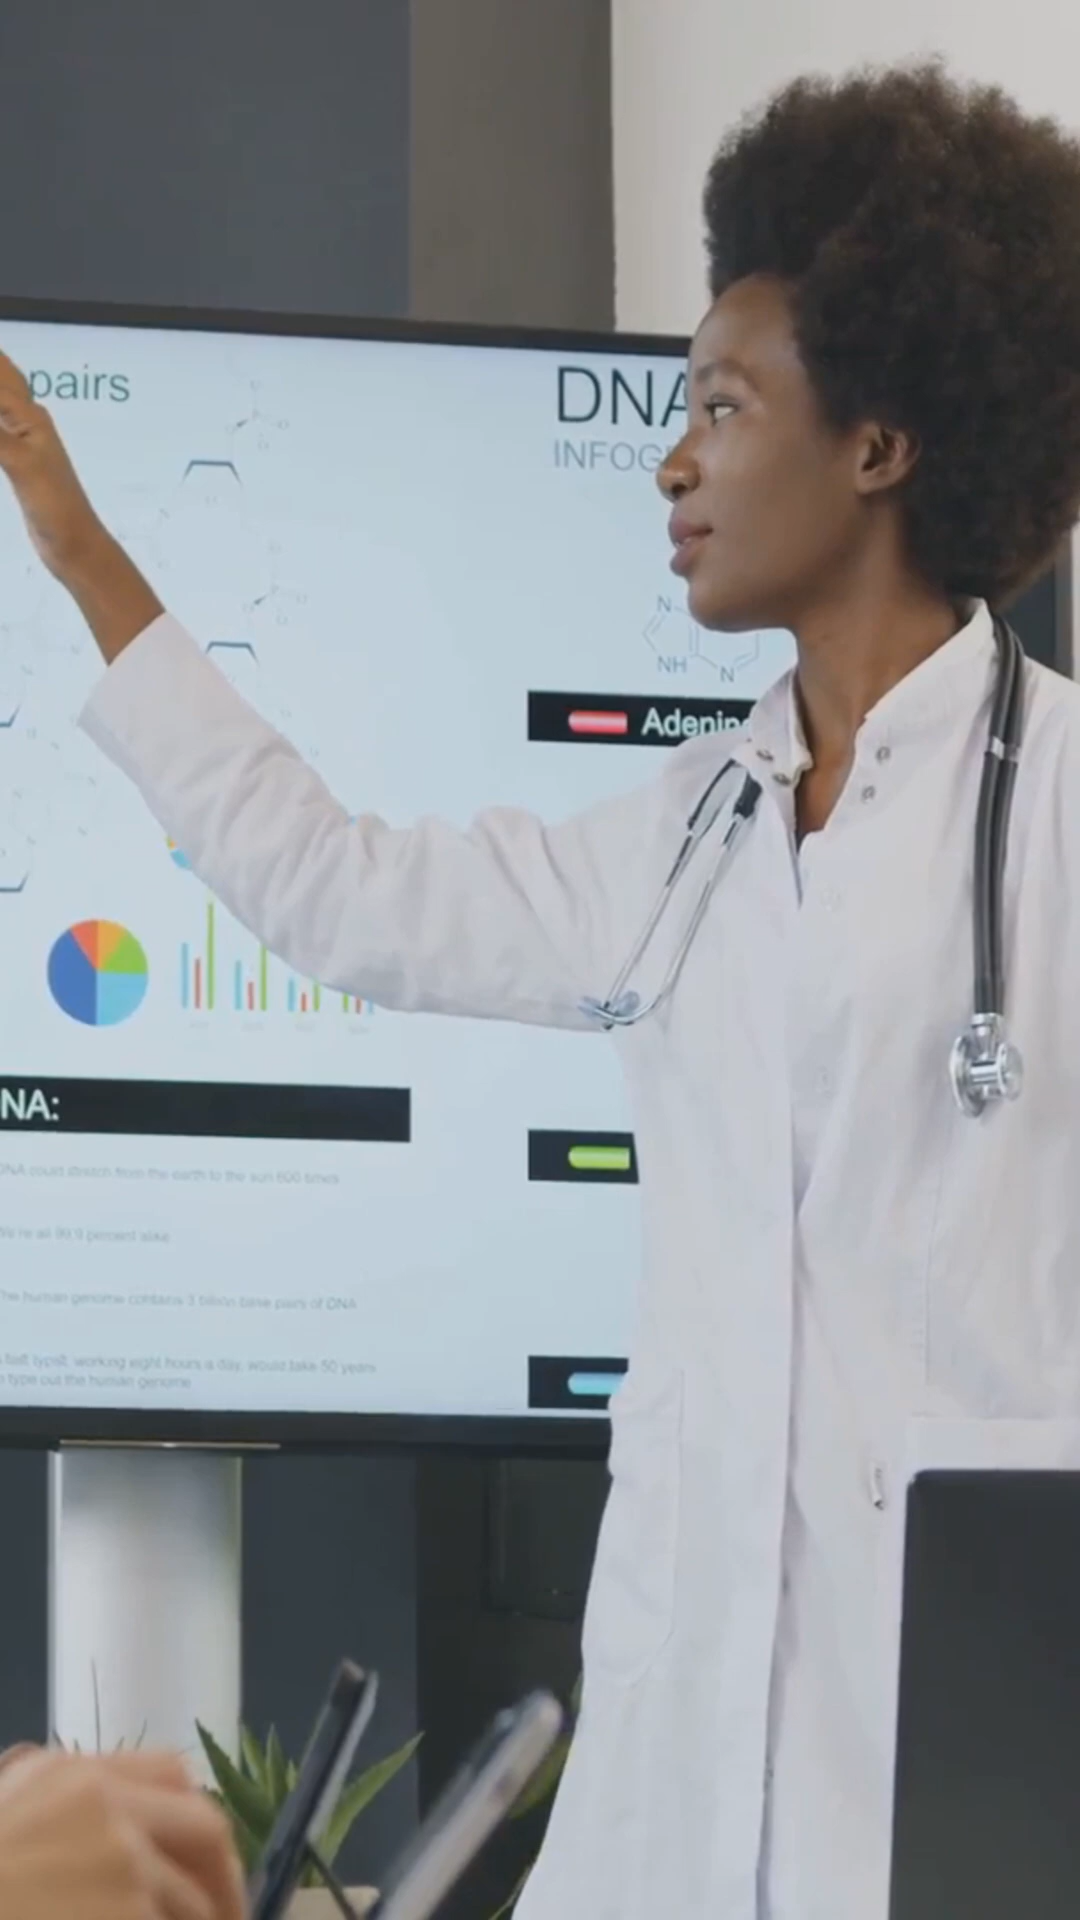 pairs
DNA
INFOG
N
NH
N
Adenine
NA:
DNA could stretch from the earth to the sun 600 times
We're all 99.9 percent alike
The human genome contains 3 billion base pairs of DNA
fast typist, working eight hours a day, would take 50 years
type out the human genome